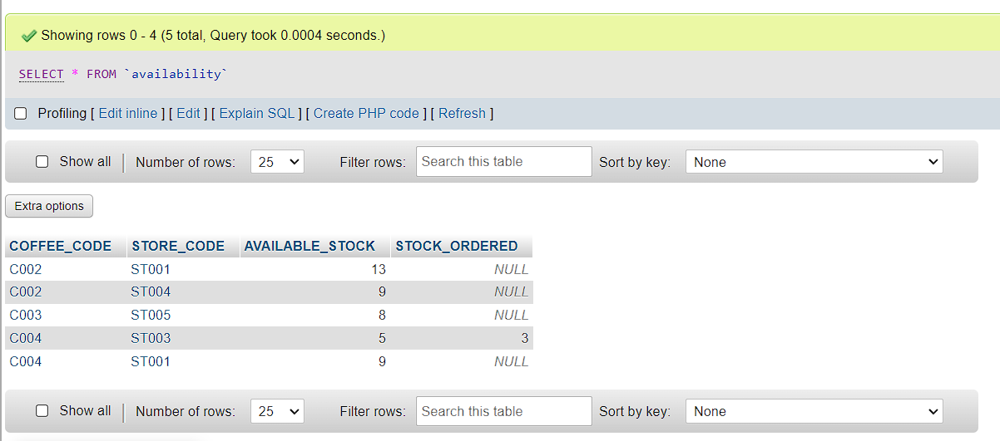 Showing rows 0 - 4 (5 total, Query took 0.0004 seconds.)
SELECT * FROM `availability`
Profiling [ Edit inline ] [ Edit ] [ Explain SQL ] [ Create PHP code ] [ Refresh ]
Show all Number of rows: 25 Filter rows: Search this table Sort by key: None
Extra options
COFFEE_CODE STORE_CODE AVAILABLE_STOCK STOCK_ORDERED
C002 ST001 13 NULL
C002 ST004 9 NULL
C003 ST005 8 NULL
C004 ST003 5 3
C004 ST001 9 NULL
Show all Number of rows: 25 Filter rows: Search this table Sort by key: None